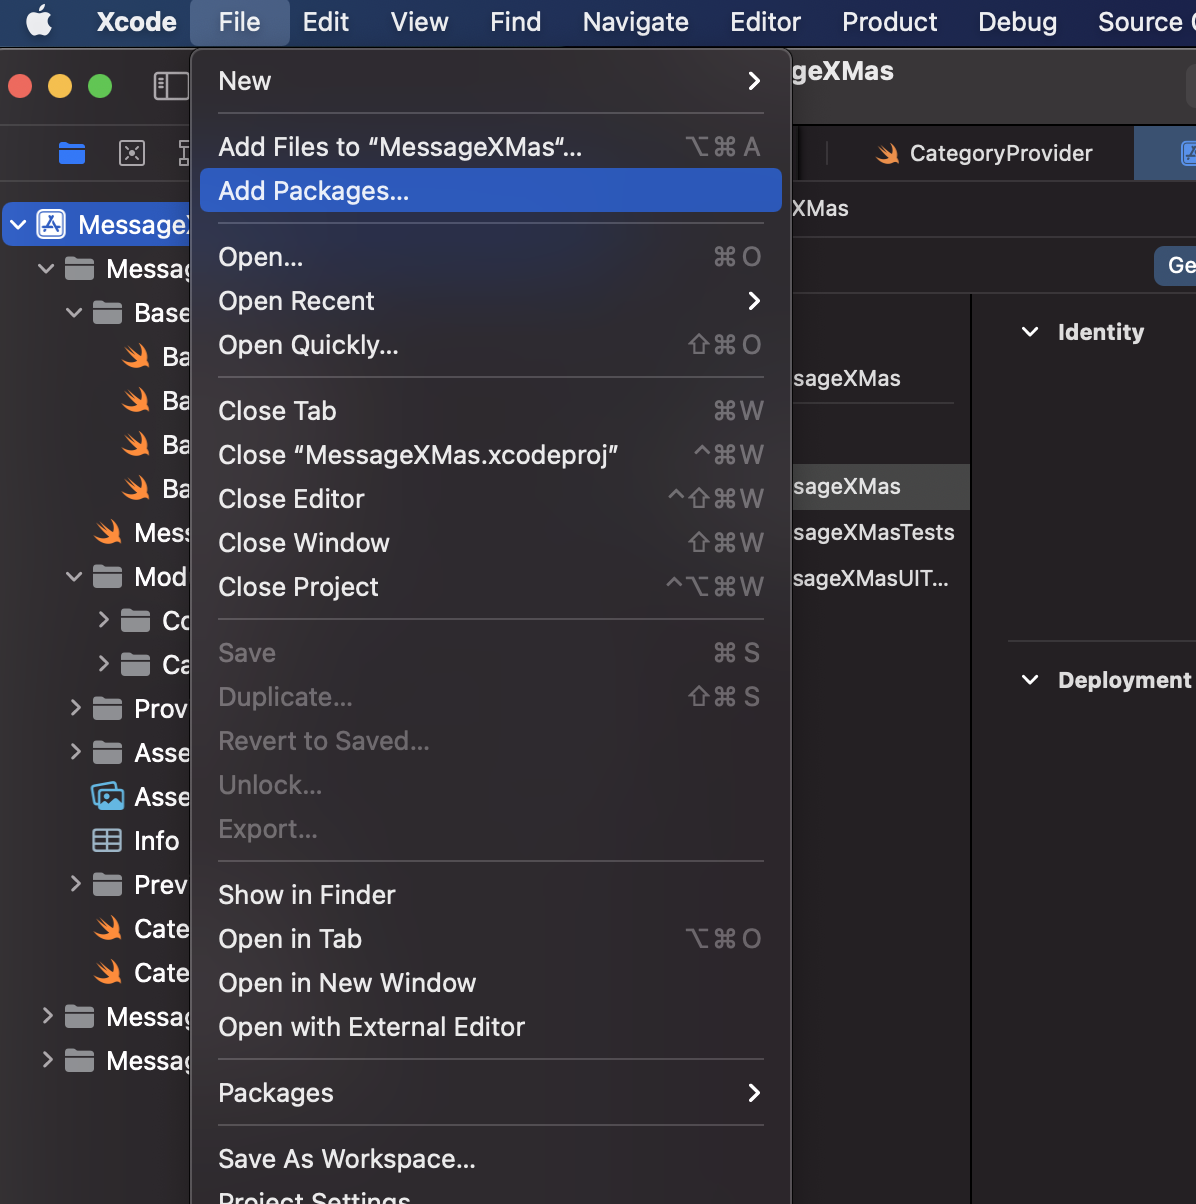 Xcode File Edit View Find Navigate Editor Product Debug Source
geXMas
New
Add Files to “MessageXMas“... ⌥⌘ A
CategoryProvider
Add Packages...
XMas
Message
Open... ⌘ O
Ge
Messag
Open Recent
Base
Open Quickly... ⇧⌘ O
Identity
Ba
sageXMas
Ba
Close Tab ⌘W
Ba
Close “MessageXMas.xcodeproj” ^⌘W
Ba
Close Editor ^⇧⌘W
sageXMas
Mess
Close Window ⇧⌘W
sageXMasTests
Mod
Close Project ^⌥⌘W
sageXMasUIT...
Co
Save ⌘ S
Ca
Deployment
Prov
Duplicate... ⇧⌘ S
Asse
Revert to Saved...
Asse
Unlock...
Info
Export...
Prev
Show in Finder
Cate
Open in Tab ⌥⌘ O
Cate
Open in New Window
Messag
Open with External Editor
Messag
Packages
Save As Workspace...
Project Settings